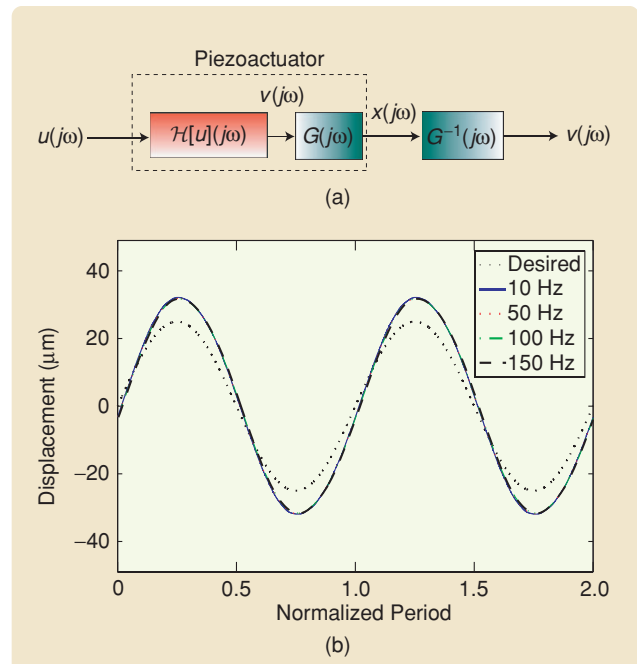 Piezoactuator
v(jω)
x(jω)
u(jω)
ℋ[u](jω)
G(jω)
G⁻¹(jω)
v(jω)
(a)
40
20
0
−20
−40
Displacement (μm)
Desired
10 Hz
50 Hz
100 Hz
150 Hz
0
0.5
1.0
1.5
2.0
Normalized Period
(b)